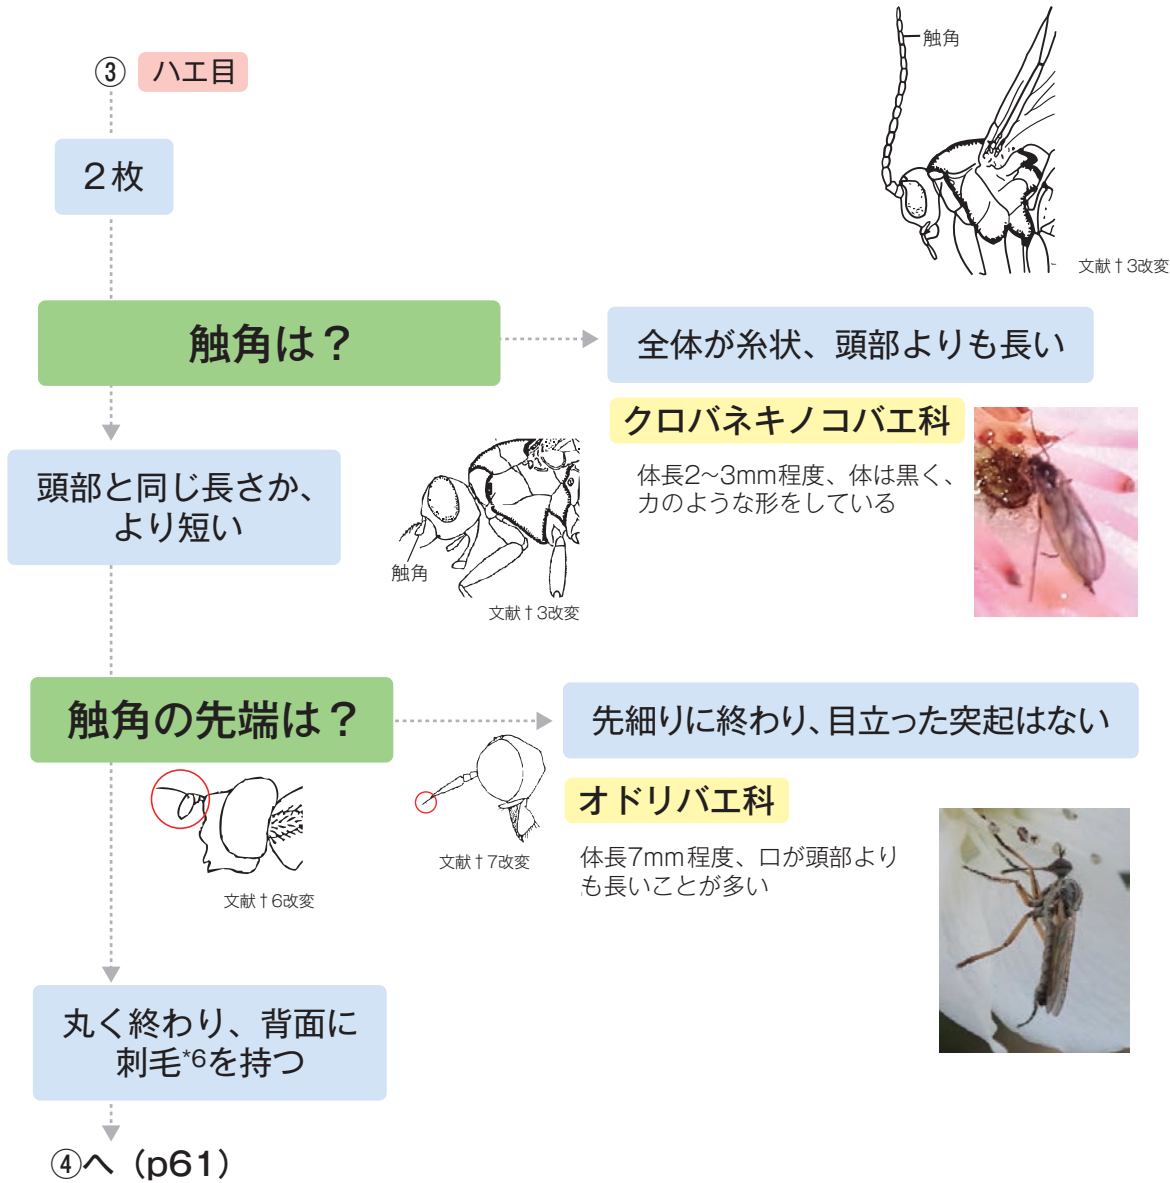 ③ ハエ目
2枚
触角
文献†3改変
触角は？
全体が糸状、頭部よりも長い
クロバネキノコバエ科
体長2~3mm程度、体は黒く、
カのような形をしている
頭部と同じ長さか、
より短い
触角
文献†3改変
触角の先端は？
先細りに終わり、目立った突起はない
文献†6改変
文献†7改変
オドリバエ科
体長7mm程度、口が頭部より
も長いことが多い
丸く終わり、背面に
刺毛*6を持つ
④へ（p61）